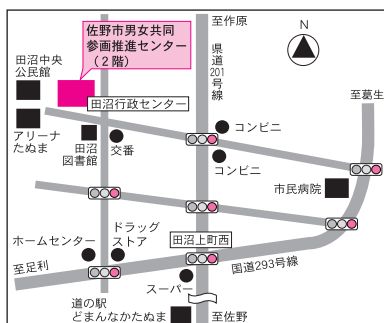 至作原
N
佐野市男女共同
参画推進センター
（２階）
県道
201
号
線
田沼中央
公民館
至葛生
田沼行政センター
コンビニ
アリーナ
たぬま
田沼
図書館
交番
コンビニ
市民病院
ドラッグ
ストア
ホームセンター
田沼上町西
至足利
国道293号線
スーパー
道の駅
どまんなかたぬま
至佐野